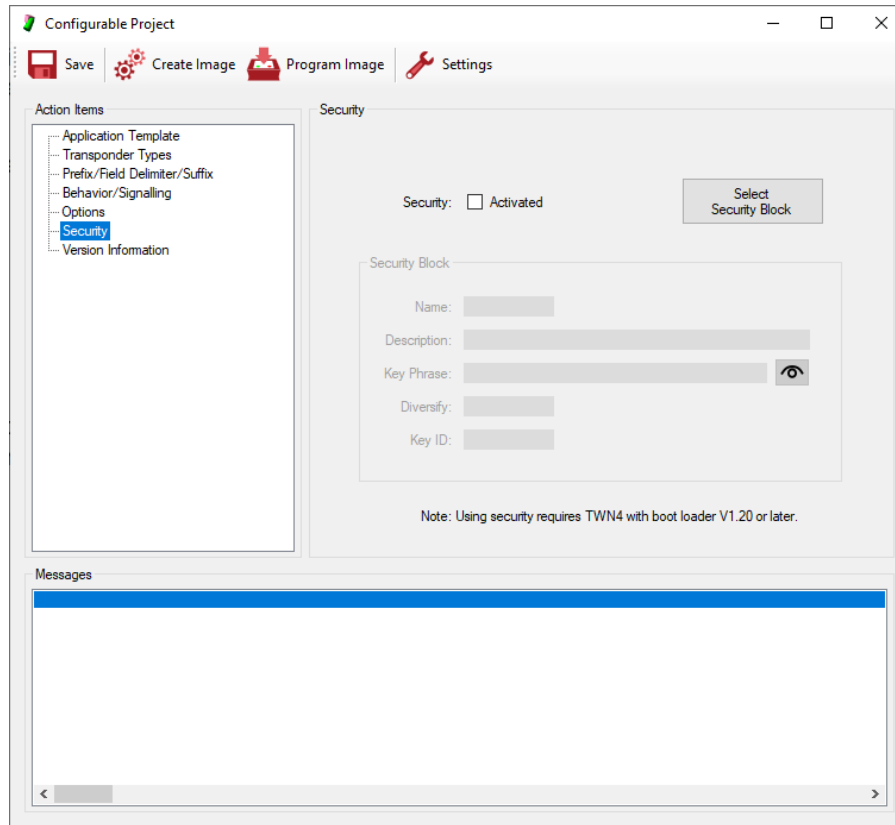 Configurable Project
Save Create Image Program Image Settings
Action Items
Application Template
Transponder Types
Prefix/Field Delimiter/Suffix
Behavior/Signalling
Options
Security
Version Information
Security
Security: Activated
Select
Security Block
Security Block
Name:
Description:
Key Phrase:
Diversify:
Key ID:
Note: Using security requires TWN4 with boot loader V1.20 or later.
Messages